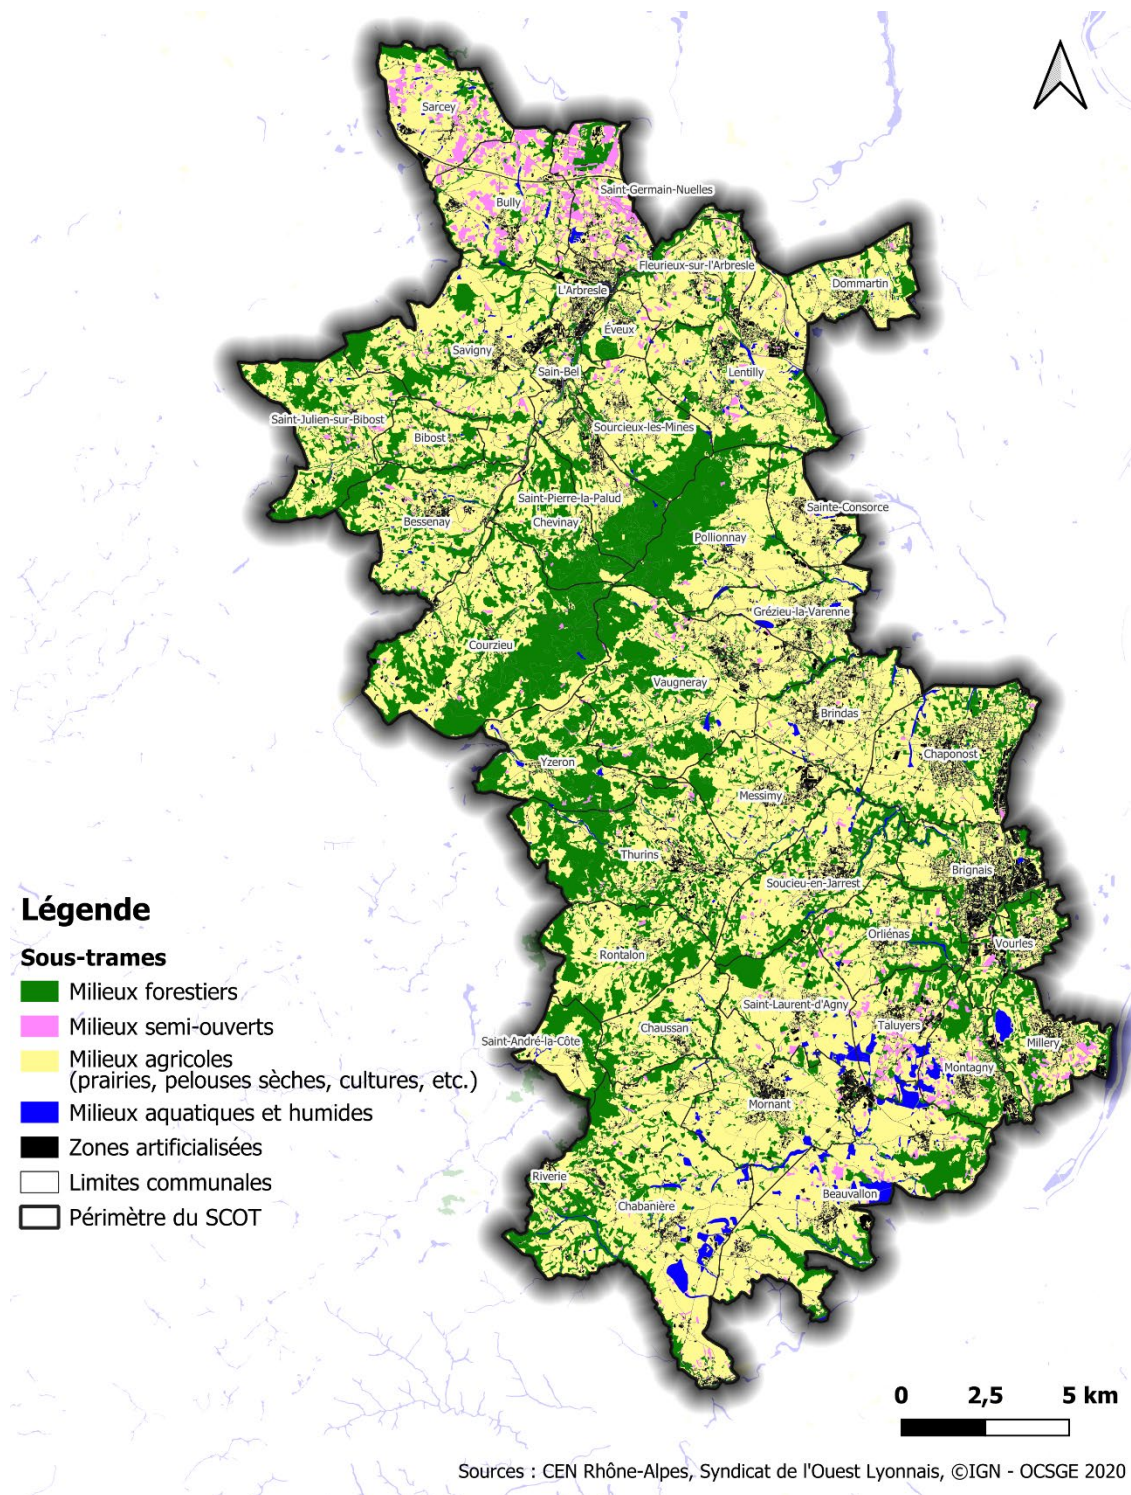 Sarcey
Saint-Germain-Nuelles
Bully
Fleurieux-sur-l'Arbresle
Dommartin
L'Arbresle
Éveux
Savigny
Sain-Bel
Lentilly
Saint-Julien-sur-Bibost
Sourcieux-les-Mines
Bibost
Saint-Pierre-la-Palud
Sainte-Consorce
Bessenay
Chevinay
Pollionnay
Grézieu-la-Varenne
Courzieu
Vaugneray
Brindas
Chaponost
Yzeron
Messimy
Thurins
Brignais
Soucieu-en-Jarrest
Orliénas
Vourles
Rontalon
Saint-Laurent-d'Agny
Chaussan
Taluyers
Saint-André-la-Côte
Millery
Montagny
Mornant
Riverie
Beauvallon
Chabanière
Légende
Sous-trames
Milieux forestiers
Milieux semi-ouverts
Milieux agricoles
(prairies, pelouses sèches, cultures, etc.)
Milieux aquatiques et humides
Zones artificialisées
Limites communales
Périmètre du SCOT
0 2,5 5 km
Sources : CEN Rhône-Alpes, Syndicat de l'Ouest Lyonnais, ©IGN - OCSGE 2020